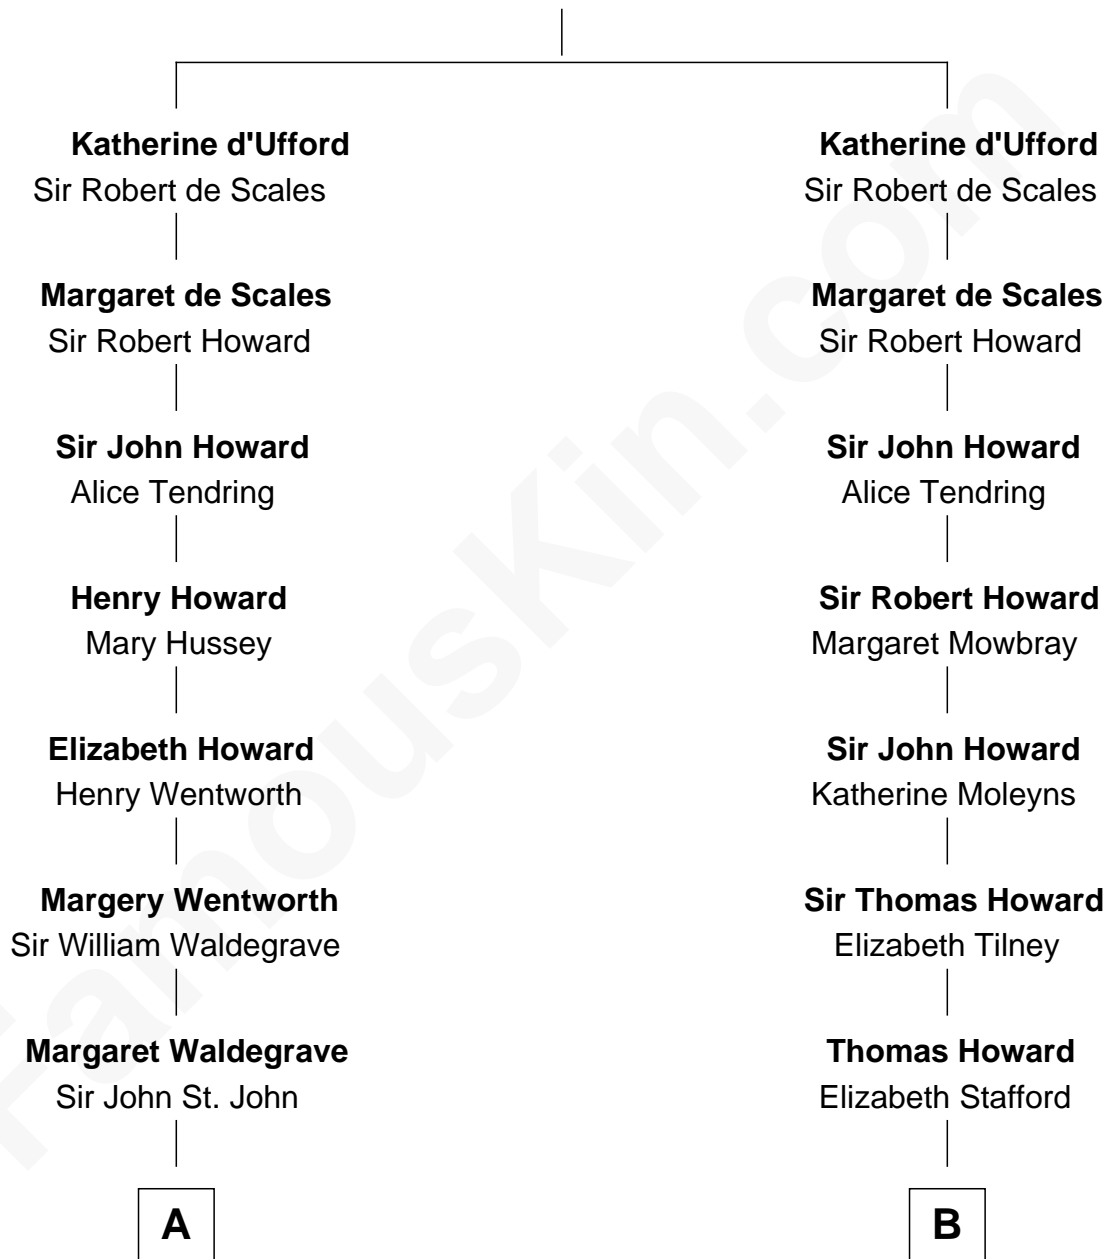 Katherine d'Ufford
Sir Robert de Scales
Margaret de Scales
Sir Robert Howard
Sir John Howard
Alice Tendring
Henry Howard
Mary Hussey
Elizabeth Howard
Henry Wentworth
Margery Wentworth
Sir William Waldegrave
Margaret Waldegrave
Sir John St. John
A
Katherine d'Ufford
Sir Robert de Scales
Margaret de Scales
Sir Robert Howard
Sir John Howard
Alice Tendring
Sir Robert Howard
Margaret Mowbray
Sir John Howard
Katherine Moleyns
Sir Thomas Howard
Elizabeth Tilney
Thomas Howard
Elizabeth Stafford
B
FamousKin.com